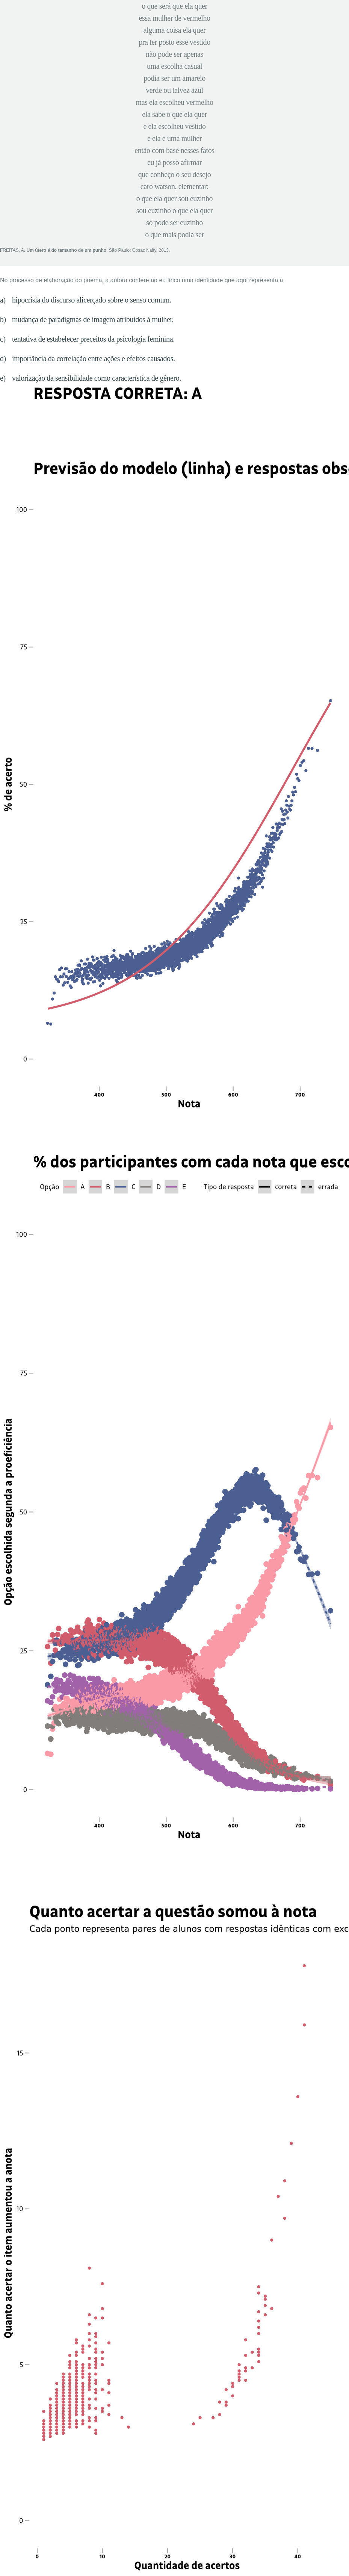 o que será que ela quer
essa mulher de vermelho
alguma coisa ela quer
pra ter posto esse vestido
não pode ser apenas
uma escolha casual
podia ser um amarelo
verde ou talvez azul
mas ela escolheu vermelho
ela sabe o que ela quer
e ela escolheu vestido
e ela é uma mulher
então com base nesses fatos
eu já posso afirmar
que conheço o seu desejo
caro watson, elementar:
o que ela quer sou euzinho
sou euzinho o que ela quer
só pode ser euzinho
o que mais podia ser
FREITAS, A. Um útero é do tamanho de um punho. São Paulo: Cosac Naify, 2013.
No processo de elaboração do poema, a autora confere ao eu lírico uma identidade que aqui representa a
a) hipocrisia do discurso alicerçado sobre o senso comum.
b) mudança de paradigmas de imagem atribuídos à mulher.
c) tentativa de estabelecer preceitos da psicologia feminina.
d) importância da correlação entre ações e efeitos causados.
e) valorização da sensibilidade como característica de gênero.
RESPOSTA CORRETA: A
Previsão do modelo (linha) e respostas obs
100
75
50
25
0
% de acerto
400 500 600 700
Nota
% dos participantes com cada nota que esco
Opção A B C D E Tipo de resposta correta errada
100
75
50
25
0
Opção escolhida segunda a proeficiência
400 500 600 700
Nota
Quanto acertar a questão somou à nota
Cada ponto representa pares de alunos com respostas idênticas com exc
15
10
5
0
Quanto acertar o item aumentou a anota
0 10 20 30 40
Quantidade de acertos